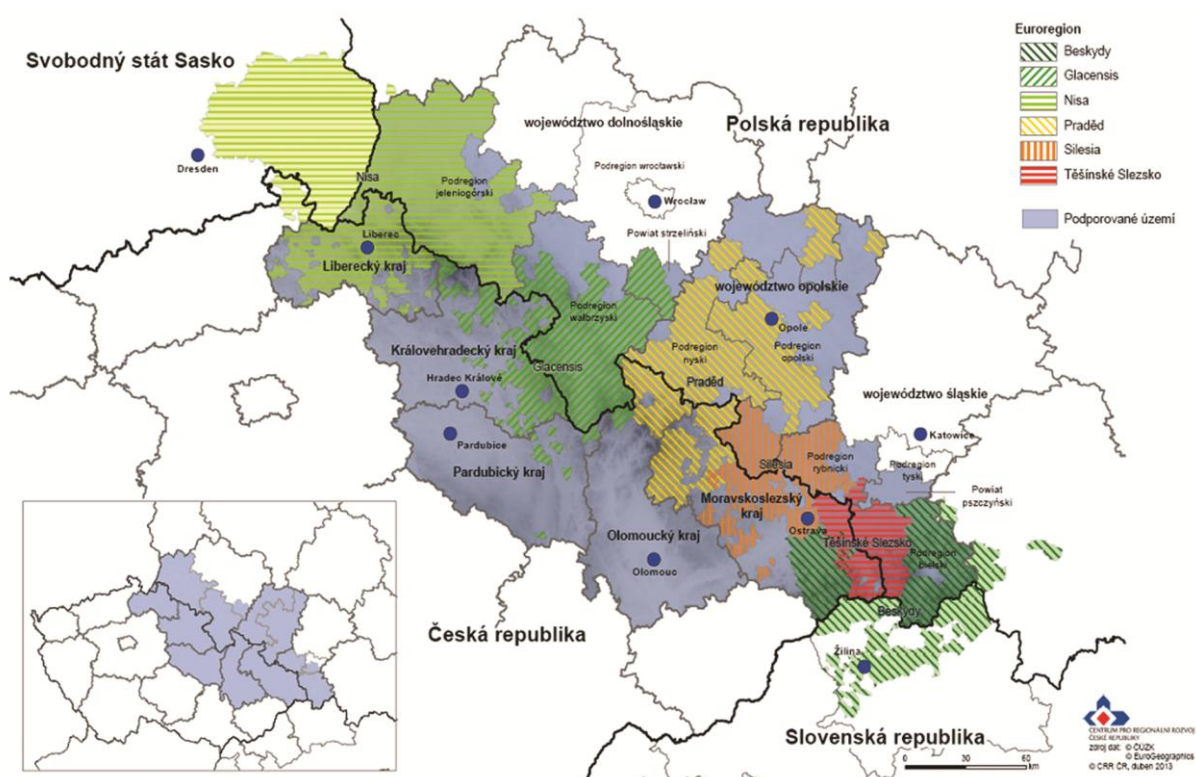 Svobodný stát Sasko
Euroregion
Beskydy
Glacensis
Nisa
Praděd
Silesia
Těšínské Slezsko
Podporované území
województwo dolnośląskie
Polská republika
Dresden
Nisa
Podregion
jeleniogórski
Podregion wrocławski
Wrocław
Powiat strzeliński
Liberec
Liberecký kraj
województwo opolskie
Podregion
wałbrzyski
Opole
Podregion
nyski
Podregion
opolski
Královehradecký kraj
Glacensis
Praděd
Hradec Králové
województwo śląskie
Pardubice
Katowice
Pardubický kraj
Silesia
Podregion
rybnicki
Podregion
tyski
Powiat
pszczyński
Moravskoslezský
kraj
Ostrava
Olomoucký kraj
Těšínské Slezsko
Podregion
bielski
Olomouc
Beskydy
Česká republika
Žilina
Slovenská republika
0 30 60
km
CENTRUM PRO REGIONÁLNÍ ROZVOJ
ČESKÉ REPUBLIKY
zdroj dat: © ČÚZK
© EuroGeographics
© CRR ČR, duben 2013